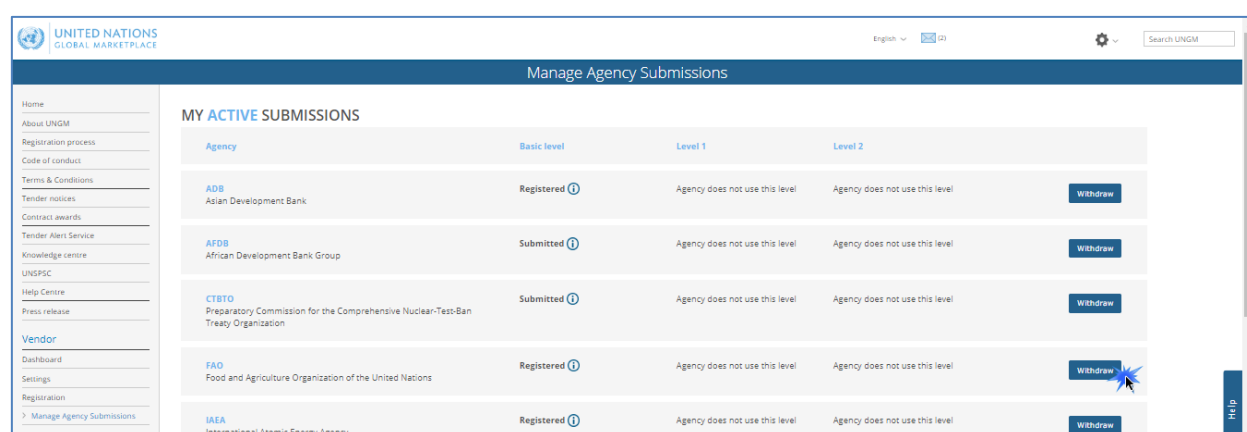 UNITED NATIONS
GLOBAL MARKETPLACE
English
(2)
Search UNGM
Manage Agency Submissions
Home
About UNGM
Registration process
Code of conduct
Terms & Conditions
Tender notices
Contract awards
Tender Alert Service
Knowledge centre
UNSPSC
Help Centre
Press release
Vendor
Dashboard
Settings
Registration
> Manage Agency Submissions
MY ACTIVE SUBMISSIONS
Agency Basic level Level 1 Level 2
ADB
Asian Development Bank
Registered Agency does not use this level Agency does not use this level Withdraw
AFDB
African Development Bank Group
Submitted Agency does not use this level Agency does not use this level Withdraw
CTBTO
Preparatory Commission for the Comprehensive Nuclear-Test-Ban
Treaty Organization
Submitted Agency does not use this level Agency does not use this level Withdraw
FAO
Food and Agriculture Organization of the United Nations
Registered Agency does not use this level Agency does not use this level Withdraw
IAEA
International Atomic Energy Agency
Registered Agency does not use this level Agency does not use this level Withdraw
Help